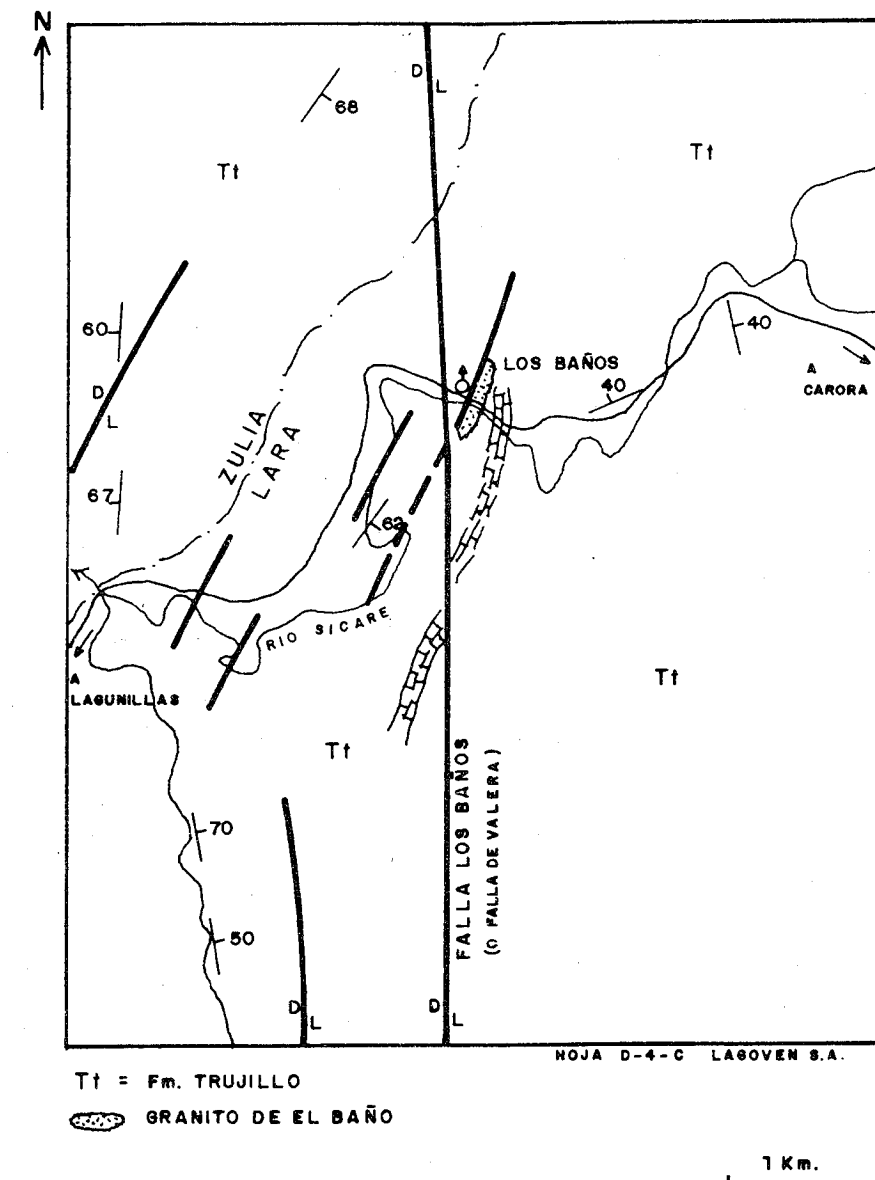 N
D
L
68
Tt
Tt
60
D
L
LOS BAÑOS
40
40
A
CARORA
ZULIA
LARA
67
62
RIO SICARE
A
LAGUNILLAS
Tt
Tt
FALLA LOS BAÑOS
(O FALLA DE VALERA)
70
50
D
L
D
L
HOJA D-4-C LAGOVEN S.A.
Tt = Fm. TRUJILLO
GRANITO DE EL BAÑO
1 Km.